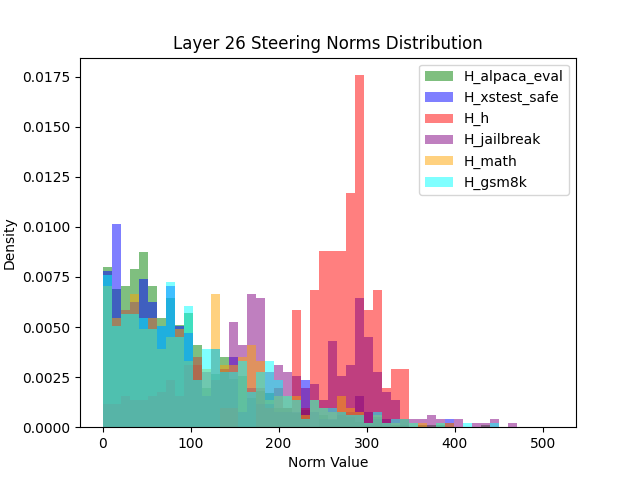 Layer 26 Steering Norms Distribution
0.0175
0.0150
0.0125
0.0100
0.0075
0.0050
0.0025
0.0000
Density
H_alpaca_eval
H_xstest_safe
H_h
H_jailbreak
H_math
H_gsm8k
0 100 200 300 400 500
Norm Value